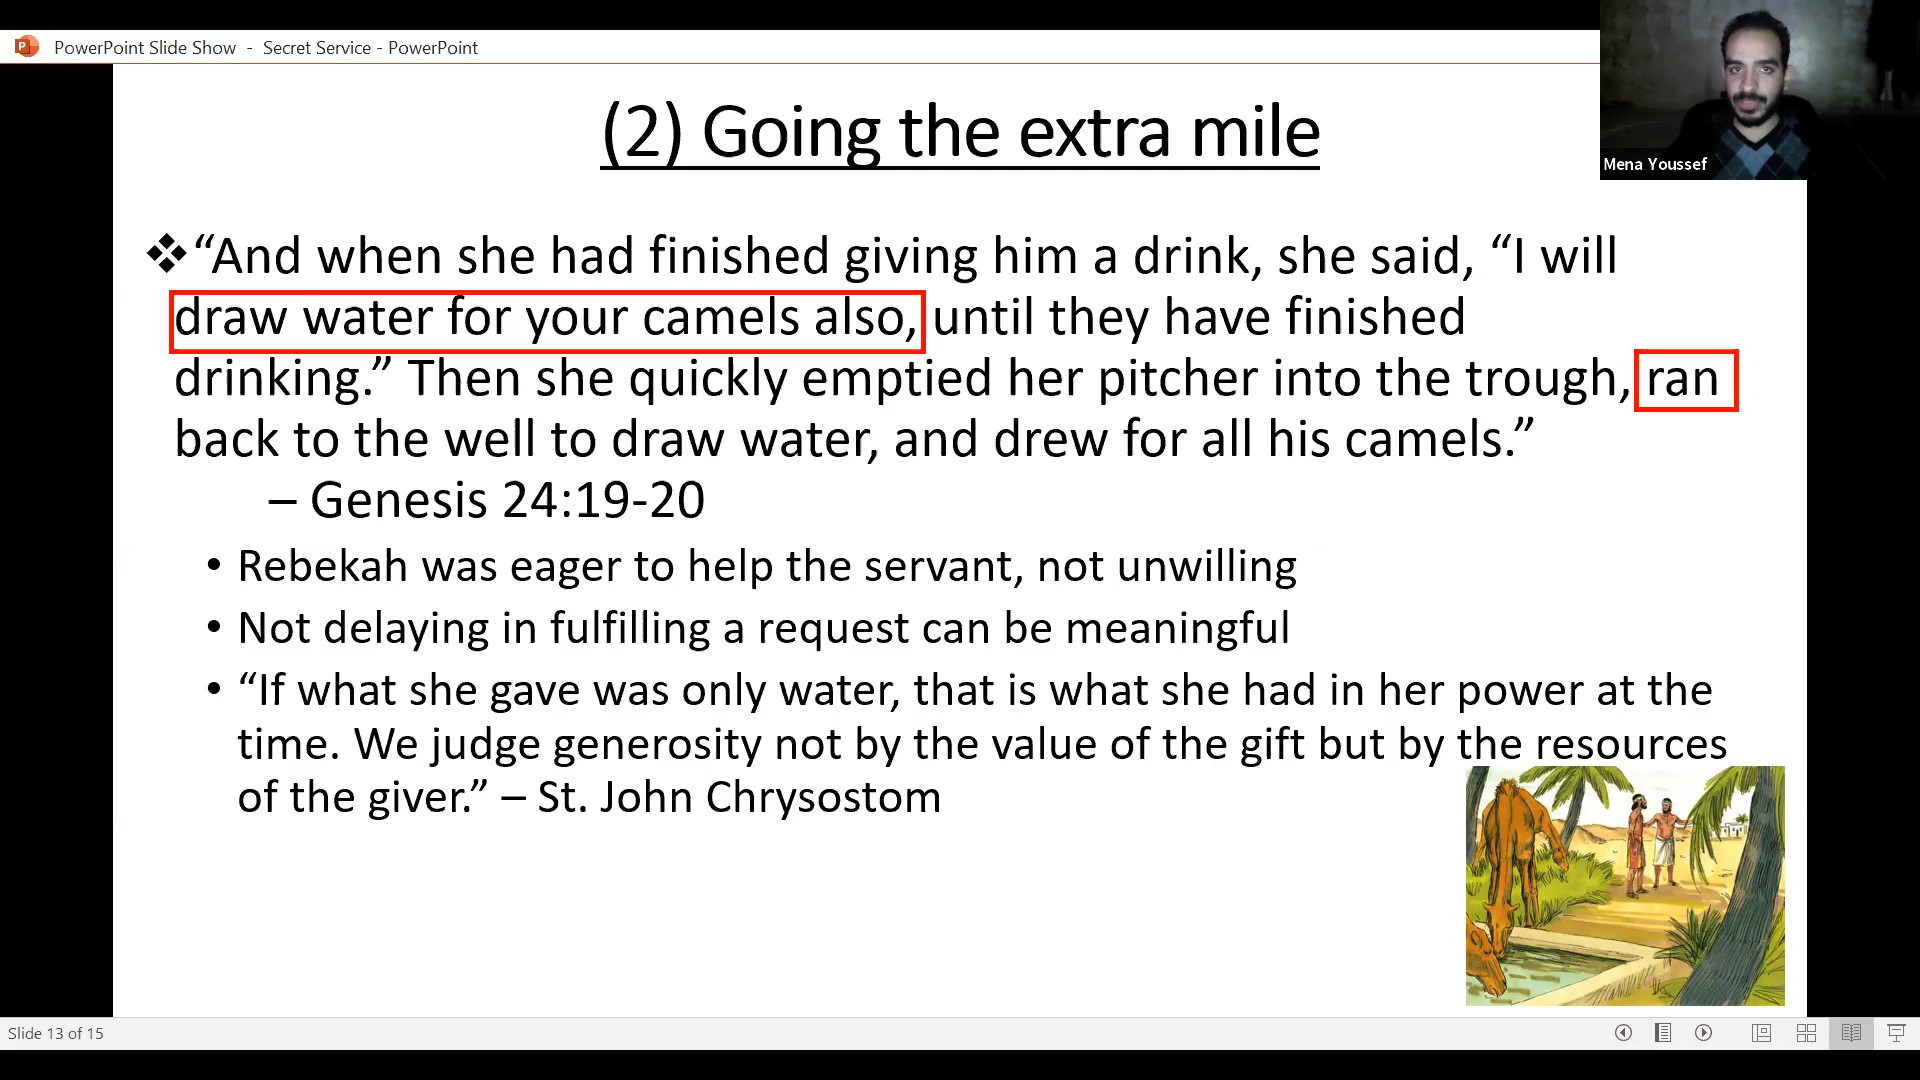 PowerPoint Slide Show - Secret Service - PowerPoint
Mena Youssef
(2) Going the extra mile
❖“And when she had finished giving him a drink, she said, “I will
draw water for your camels also, until they have finished
drinking.” Then she quickly emptied her pitcher into the trough, ran
back to the well to draw water, and drew for all his camels.”
– Genesis 24:19-20
• Rebekah was eager to help the servant, not unwilling
• Not delaying in fulfilling a request can be meaningful
• “If what she gave was only water, that is what she had in her power at the
time. We judge generosity not by the value of the gift but by the resources
of the giver.” – St. John Chrysostom
Slide 13 of 15